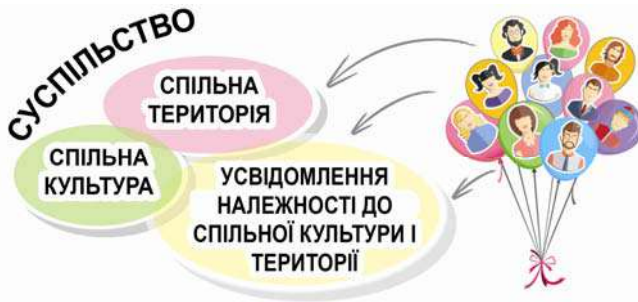 СУСПІЛЬСТВО
СПІЛЬНА
ТЕРИТОРІЯ
СПІЛЬНА
КУЛЬТУРА
УСВІДОМЛЕННЯ
НАЛЕЖНОСТІ ДО
СПІЛЬНОЇ КУЛЬТУРИ І
ТЕРИТОРІЇ